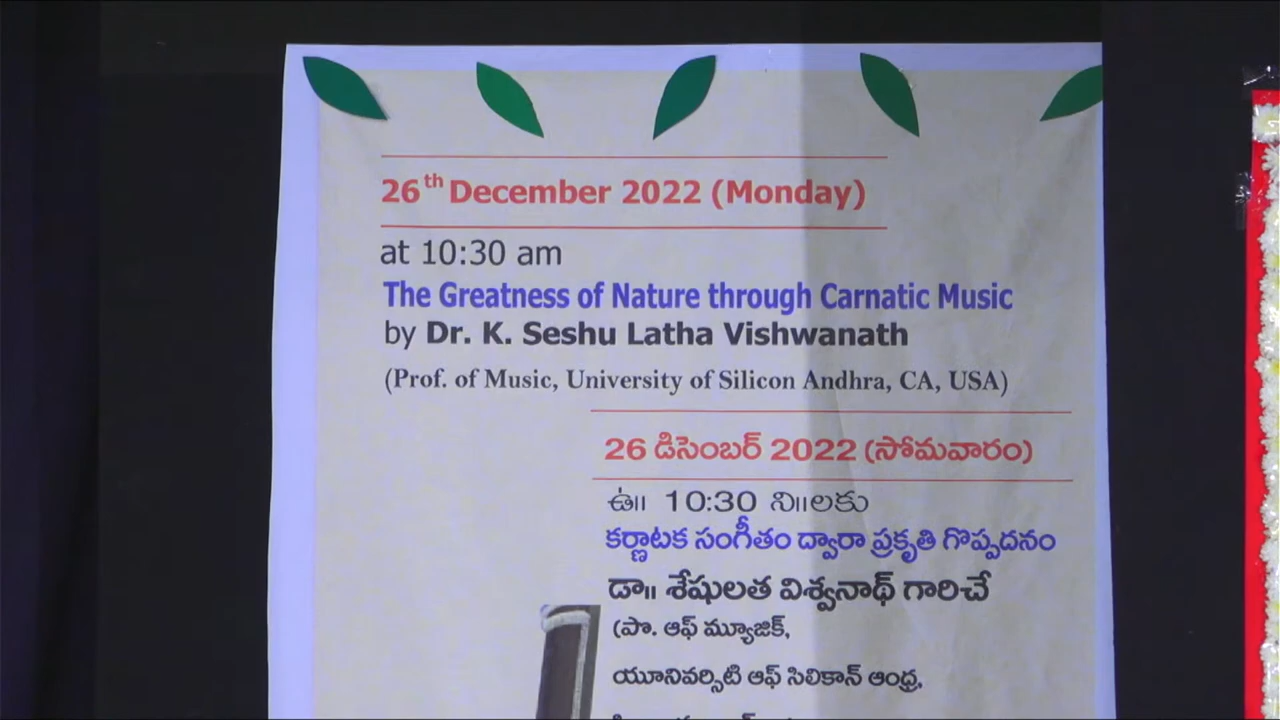 26th December 2022 (Monday)
at 10:30 am
The Greatness of Nature through Carnatic Music
by Dr. K. Seshu Latha Vishwanath
(Prof. of Music, University of Silicon Andhra, CA, USA)
26 డిసెంబర్ 2022 (సోమవారం)
ఉ॥ 10:30 ని॥లకు
కర్ణాటక సంగీతం ద్వారా ప్రకృతి గొప్పదనం
డా॥ శేషులత విశ్వనాథ్ గారిచే
(పొ. ఆఫ్ మ్యూజిక్,
యూనివర్సిటి ఆఫ్ సిలికాన్ ఆంధ్ర,